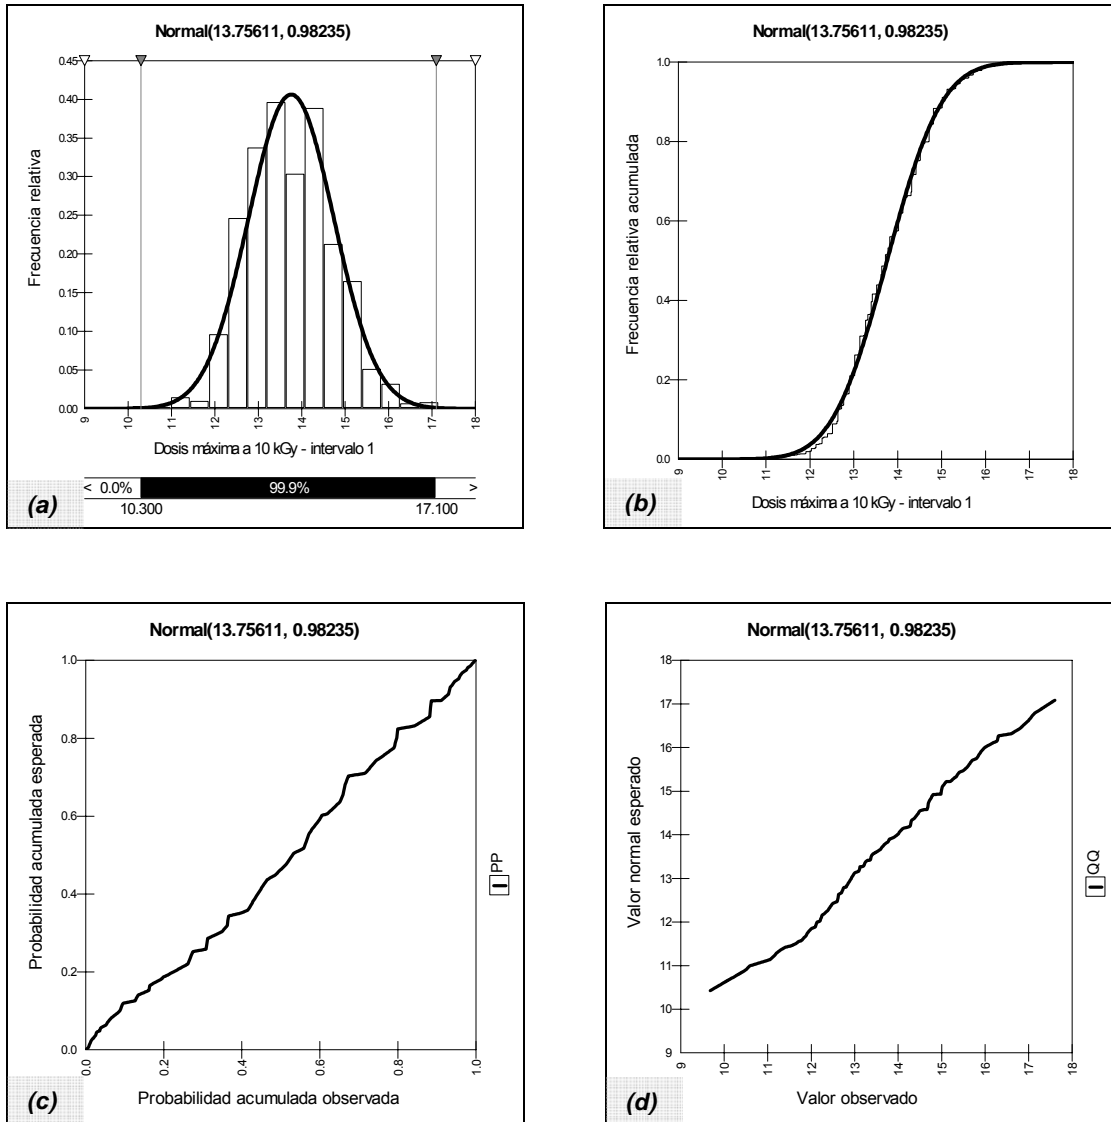 Normal(13.75611, 0.98235)
Frecuencia relativa
0.45
0.40
0.35
0.30
0.25
0.20
0.15
0.10
0.05
0.00
9 10 11 12 13 14 15 16 17 18
Dosis máxima a 10 kGy - intervalo 1
< 0.0% 99.9% >
10.300 17.100
(a)
Normal(13.75611, 0.98235)
Frecuencia relativa acumulada
1.0
0.8
0.6
0.4
0.2
0.0
9 10 11 12 13 14 15 16 17 18
Dosis máxima a 10 kGy - intervalo 1
(b)
Normal(13.75611, 0.98235)
Probabilidad acumulada esperada
1.0
0.8
0.6
0.4
0.2
0.0
0.0 0.2 0.4 0.6 0.8 1.0
Probabilidad acumulada observada
PP
(c)
Normal(13.75611, 0.98235)
Valor normal esperado
18
17
16
15
14
13
12
11
10
9
9 10 11 12 13 14 15 16 17 18
Valor observado
QQ
(d)